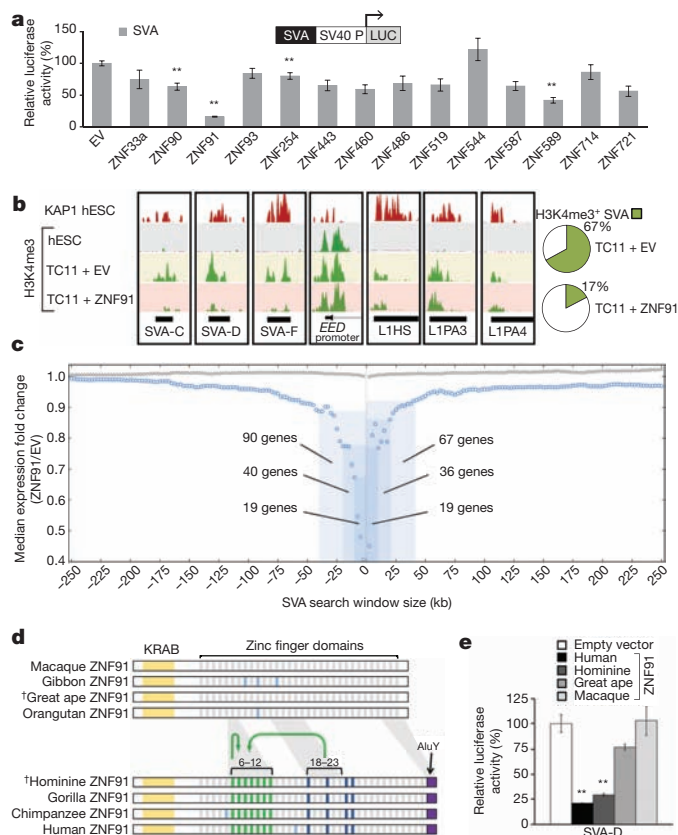 a
SVA
SVA SV40 P LUC
Relative luciferase
activity (%)
150
100
50
0
EV
ZNF33a
ZNF90
ZNF91
ZNF93
ZNF254
ZNF443
ZNF460
ZNF486
ZNF519
ZNF544
ZNF587
ZNF589
ZNF714
ZNF721
**
**
**
**
b
KAP1 hESC
H3K4me3
hESC
TC11 + EV
TC11 + ZNF91
SVA-C
SVA-D
SVA-F
EED
promoter
L1HS
L1PA3
L1PA4
H3K4me3+ SVA
67%
TC11 + EV
17%
TC11 + ZNF91
c
Median expression fold change
(ZNF91/EV)
1.0
0.9
0.8
0.7
0.6
0.5
0.4
90 genes
40 genes
19 genes
67 genes
36 genes
19 genes
−250
−225
−200
−175
−150
−125
−100
−75
−50
−25
0
25
50
75
100
125
150
175
200
225
250
SVA search window size (kb)
d
KRAB
Zinc finger domains
Macaque ZNF91
Gibbon ZNF91
†Great ape ZNF91
Orangutan ZNF91
6–12
18–23
AluY
†Hominine ZNF91
Gorilla ZNF91
Chimpanzee ZNF91
Human ZNF91
e
Empty vector
Human
Hominine
Great ape
Macaque
ZNF91
Relative luciferase
activity (%)
125
100
75
50
25
0
**
**
SVA-D